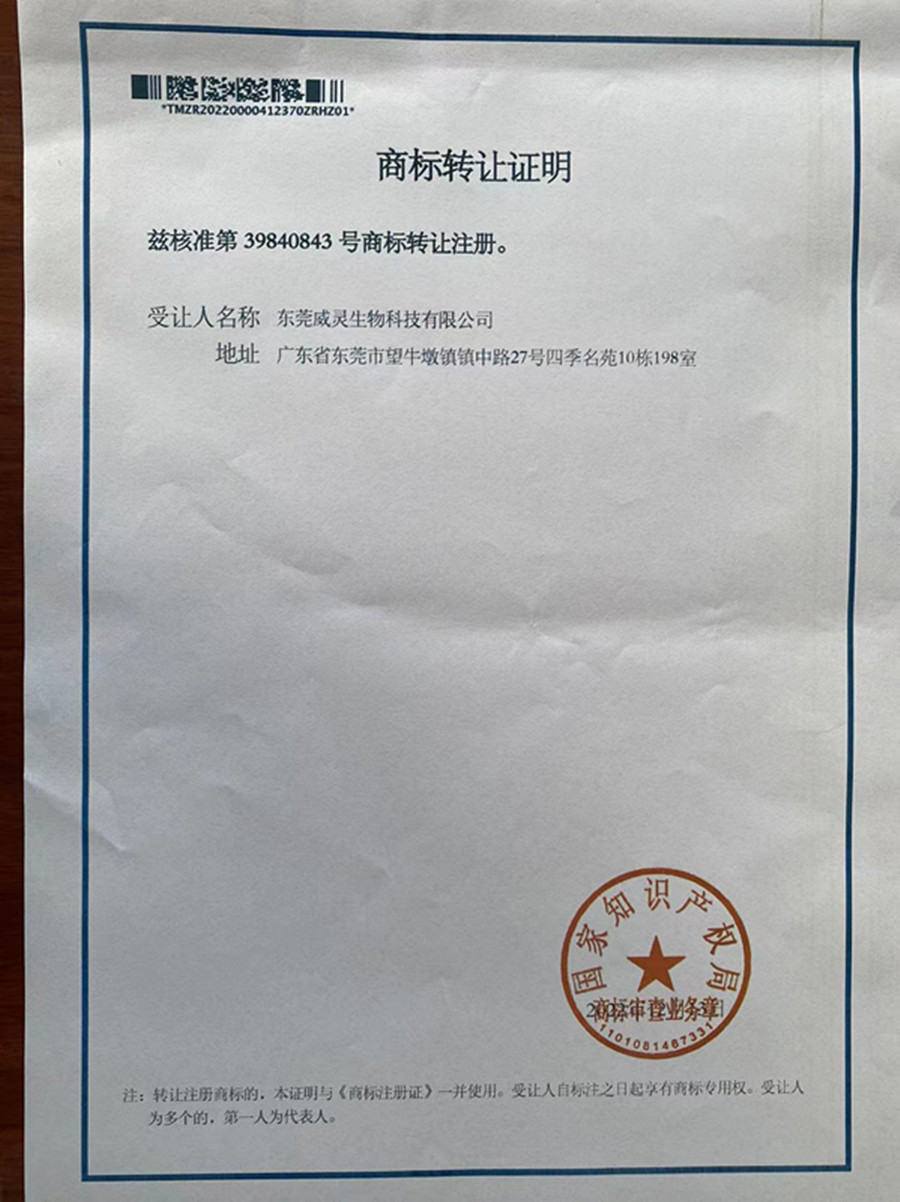 *TMZR20220000412370ZRHZ01*
商标转让证明
兹核准第 39840843 号商标转让注册。
受让人名称 东莞威灵生物科技有限公司
地址 广东省东莞市望牛墩镇镇中路27号四季名苑10栋198室
国家知识产权局
商标审查业务章
1101081467331
注：转让注册商标的，本证明与《商标注册证》一并使用。受让人自标注之日起享有商标专用权。受让人
为多个的，第一人为代表人。